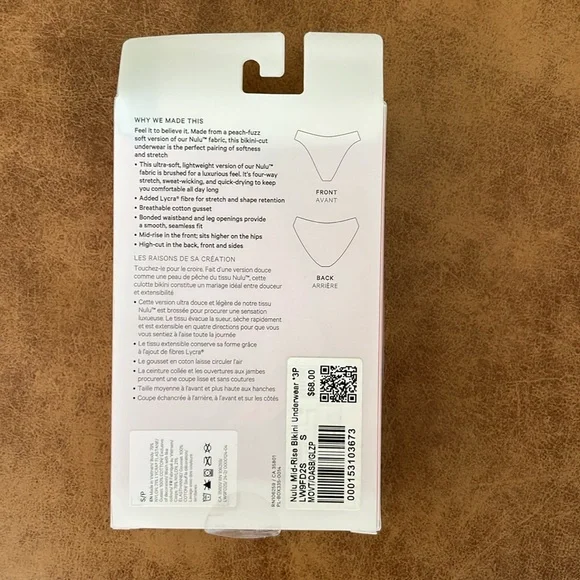 WHY WE MADE THIS
Feel it to believe it. Made from a peach-fuzz
soft version of our Nulu™ fabric, this bikini-cut
underwear is the perfect pairing of softness
and stretch
• This ultra-soft, lightweight version of our Nulu™
fabric is brushed for a luxurious feel. It's four-way
stretch, sweat-wicking, and quick-drying to keep
you comfortable all day long
• Added Lycra® fibre for stretch and shape retention
• Breathable cotton gusset
• Bonded waistband and leg openings provide
a smooth, seamless fit
• Mid-rise in the front; sits higher on the hips
• High-cut in the back, front and sides
LES RAISONS DE SA CRÉATION
Touchez-le pour le croire. Fait d'une version douce
comme une peau de pêche du tissu Nulu™, cette
culotte bikini constitue un mariage idéal entre douceur
et extensibilité
• Cette version ultra douce et légère de notre tissu
Nulu™ est brossée pour procurer une sensation
luxueuse. Le tissu évacue la sueur, sèche rapidement
et est extensible en quatre directions pour que vous
vous sentiez à l'aise toute la journée
• Le tissu extensible conserve sa forme grâce
à l'ajout de fibres Lycra®
• Le gousset en coton laisse circuler l'air
• La ceinture collée et les ouvertures aux jambes
procurent une coupe lisse et sans coutures
• Taille moyenne à l'avant et plus haute aux hanches
• Coupe échancrée à l'arrière, à l'avant et sur les côtés
FRONT
AVANT
BACK
ARRIÈRE
S/P
RN106259 / CA 35801
Nulu Mid-Rise Bikini Underwear *3P
LW9FD2S S
MOVT/OASB/GLZP
$68.00
000153103673